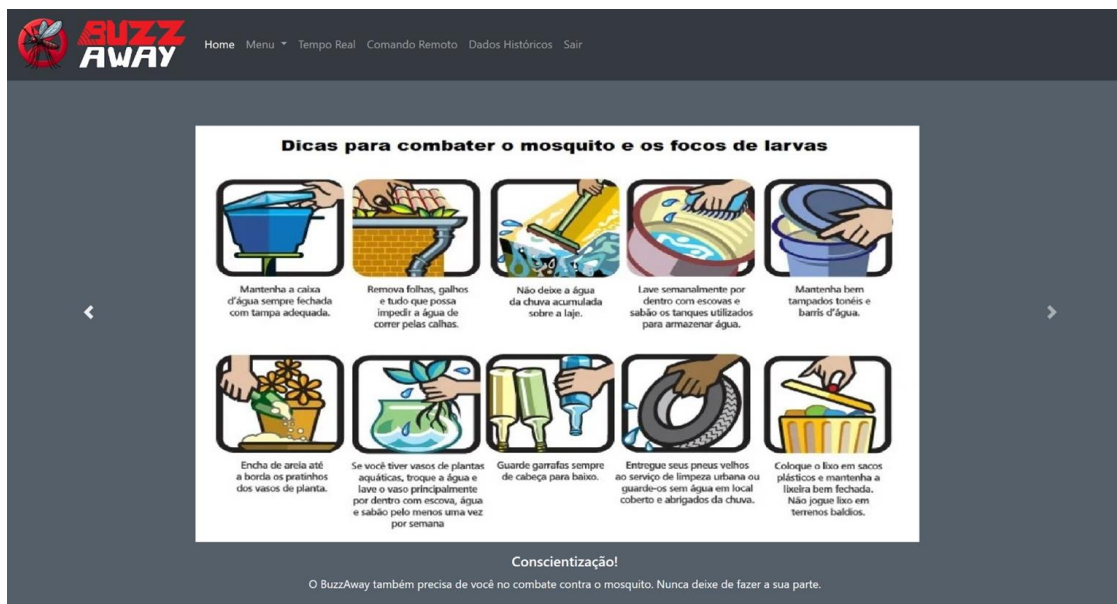 BUZZ
AWAY
Home Menu Tempo Real Comando Remoto Dados Históricos Sair
Dicas para combater o mosquito e os focos de larvas
Mantenha a caixa
d'água sempre fechada
com tampa adequada.
Remova folhas, galhos
e tudo que possa
impedir a água de
correr pelas calhas.
Não deixe a água
da chuva acumulada
sobre a laje.
Lave semanalmente por
dentro com escovas e
sabão os tanques utilizados
para armazenar água.
Mantenha bem
tampados tonéis e
barris d'água.
Encha de areia até
a borda os pratinhos
dos vasos de planta.
Se você tiver vasos de plantas
aquáticas, troque a água e
lave o vaso principalmente
por dentro com escova, água
e sabão pelo menos uma vez
por semana
Guarde garrafas sempre
de cabeça para baixo.
Entregue seus pneus velhos
ao serviço de limpeza urbana ou
guarde-os sem água em local
coberto e abrigados da chuva.
Coloque o lixo em sacos
plásticos e mantenha a
lixeira bem fechada.
Não jogue lixo em
terrenos baldios.
Conscientização!
O BuzzAway também precisa de você no combate contra o mosquito. Nunca deixe de fazer a sua parte.